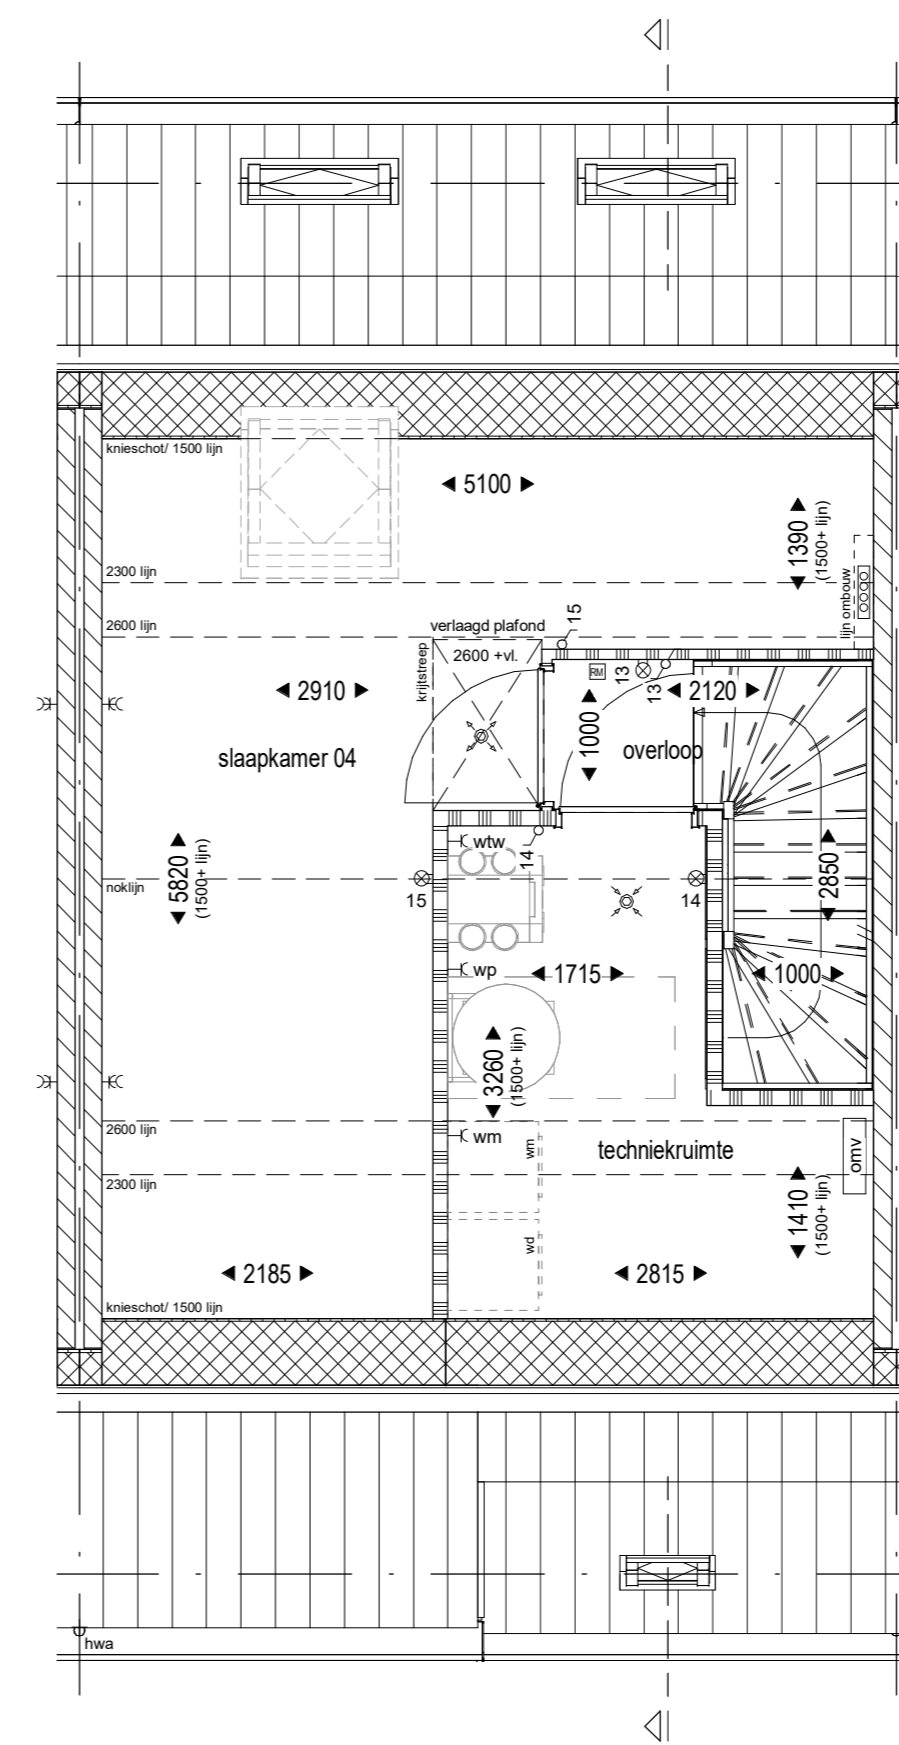 knieschot/ 1500 lijn
5100
1390
(1500+ lijn)
2300 lijn
lijn ombouw
2600 lijn
verlaagd plafond
15
krijtstreep
2600 +vl.
RM
13
13
2910
2120
1000
slaapkamer 04
overloop
wtw
14
5820
(1500+ lijn)
2850
noklijn
15
14
wp
1715
1000
3260
(1500+ lijn)
2600 lijn
wm
wm
techniekruimte
omv
2300 lijn
1410
(1500+ lijn)
wd
2185
2815
knieschot/ 1500 lijn
hwa